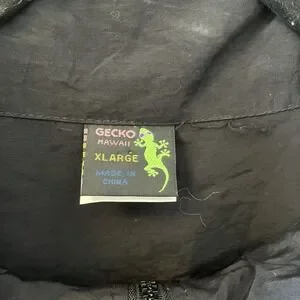 GECKO
HAWAII
XLARGE
MADE IN
CHINA